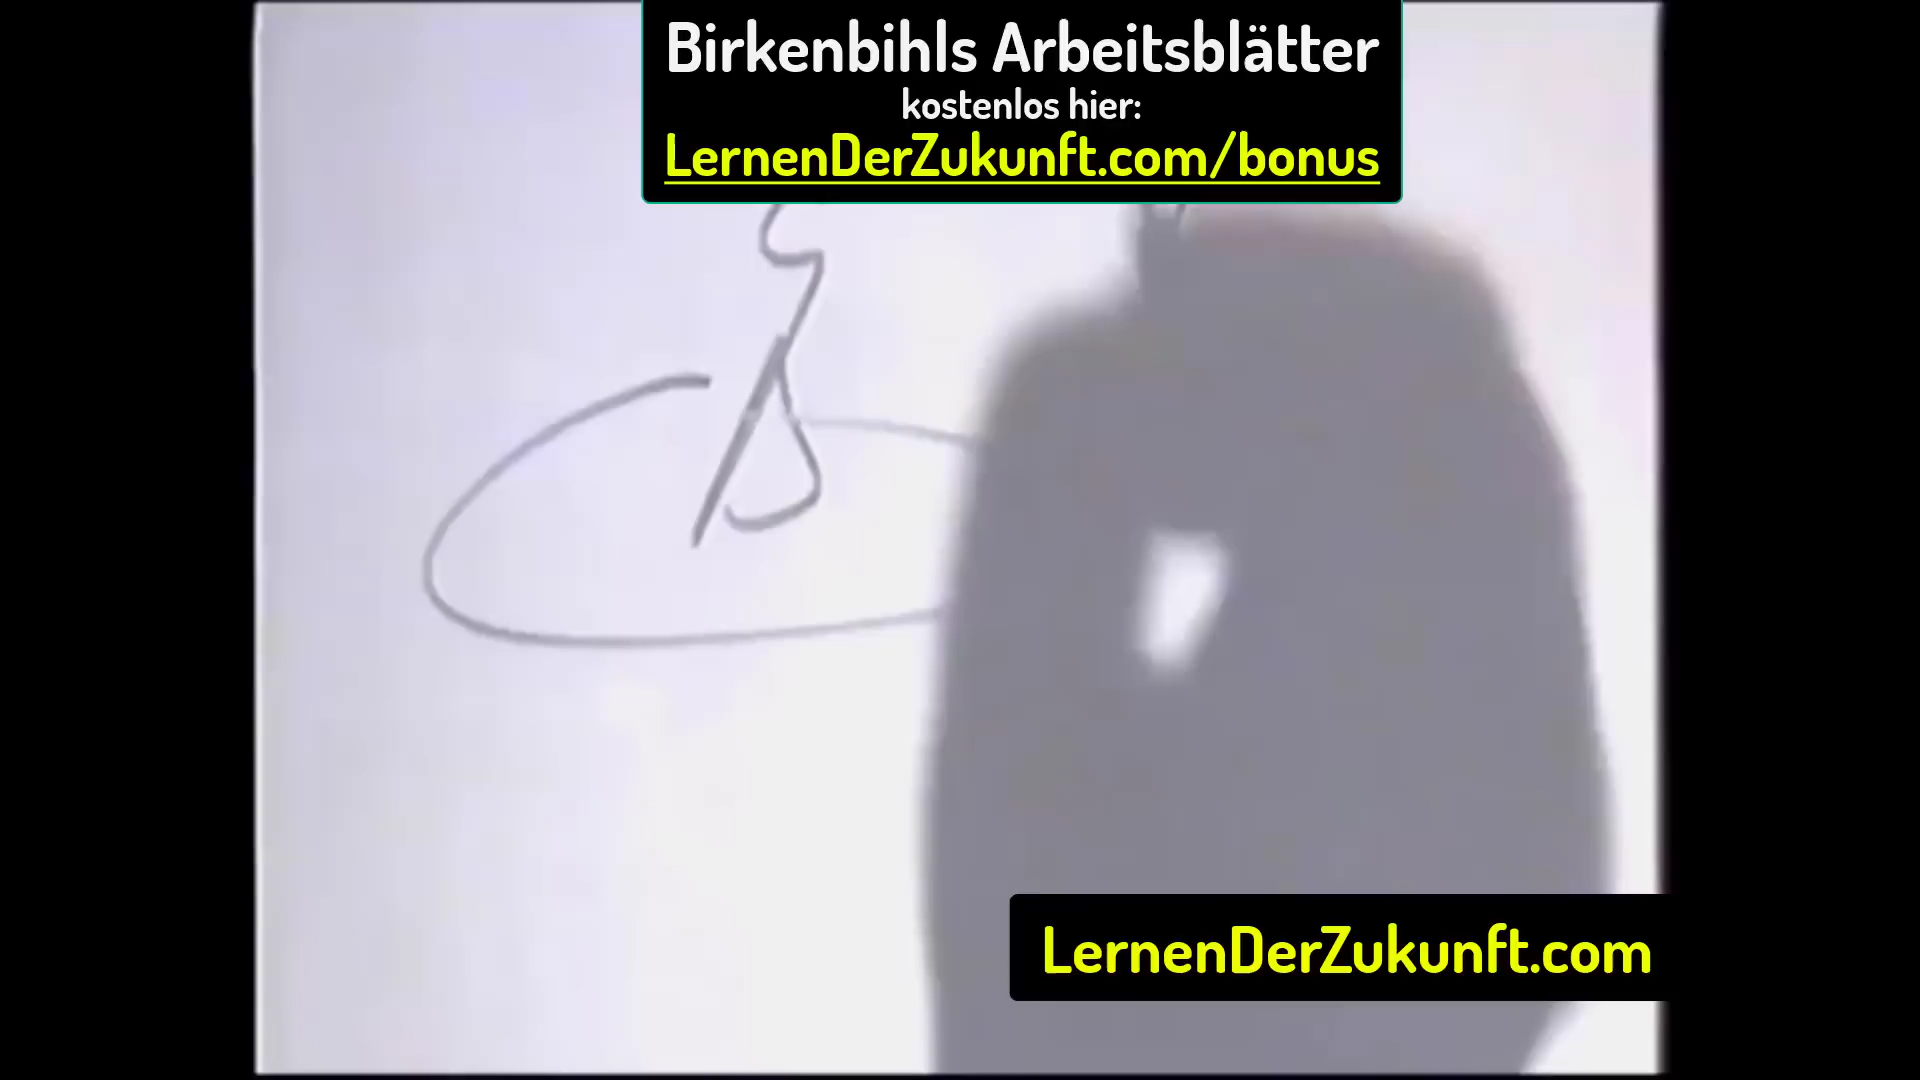 Birkenbihls Arbeitsblätter
kostenlos hier:
LernenDerZukunft.com/bonus
LernenDerZukunft.com